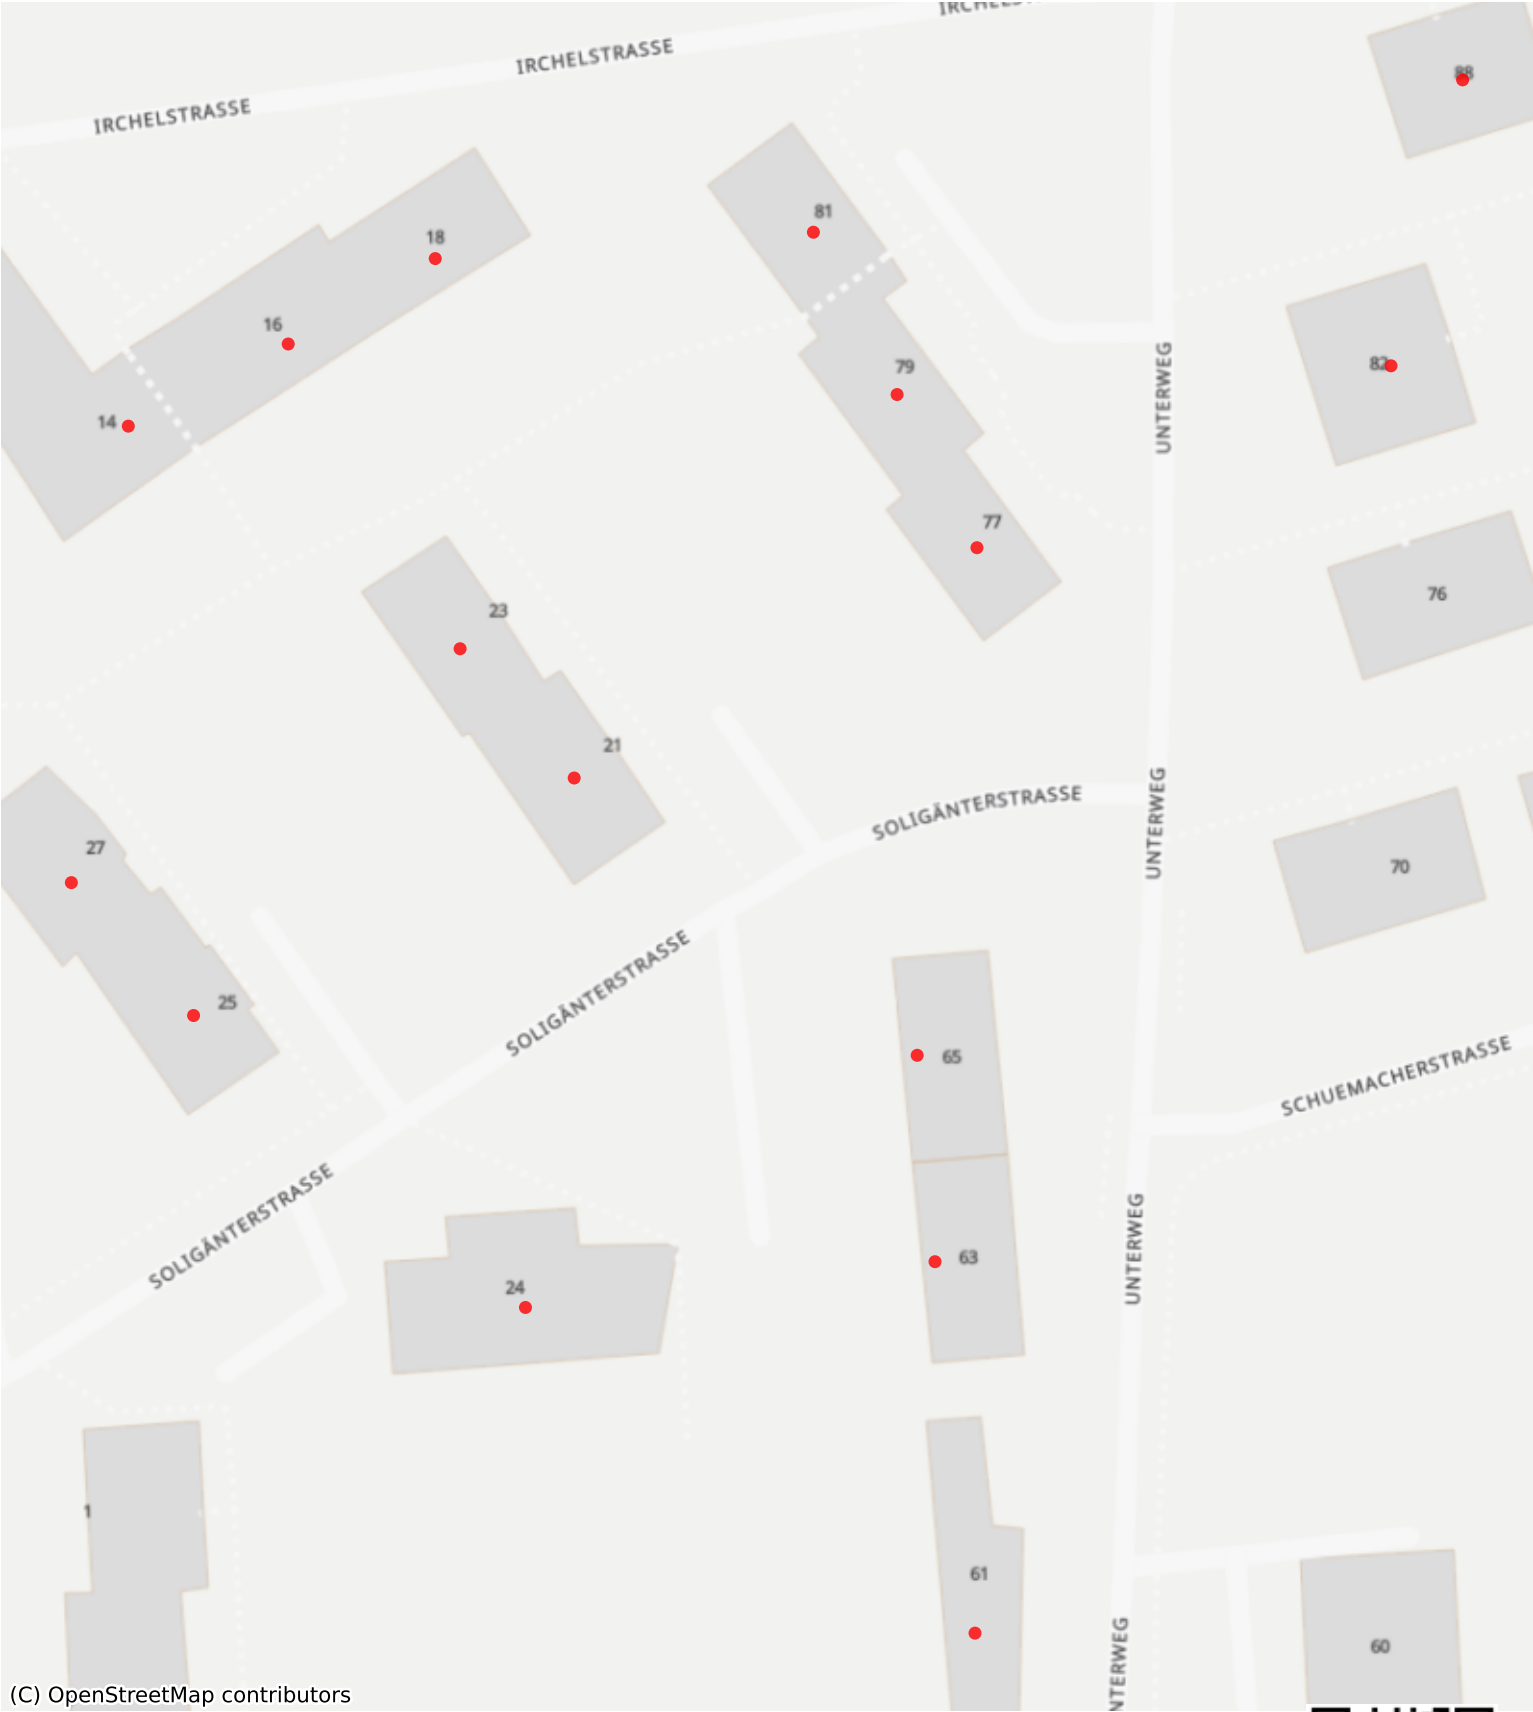 IRCHELSTRASSE
IRCHELSTRASSE
88
81
18
16
82
79
UNTERWEG
14
77
76
23
21
SOLIGÄNTERSTRASSE
UNTERWEG
27
70
SOLIGÄNTERSTRASSE
25
65
SCHUEMACHERSTRASSE
SOLIGÄNTERSTRASSE
63
UNTERWEG
24
1
61
60
(C) OpenStreetMap contributors